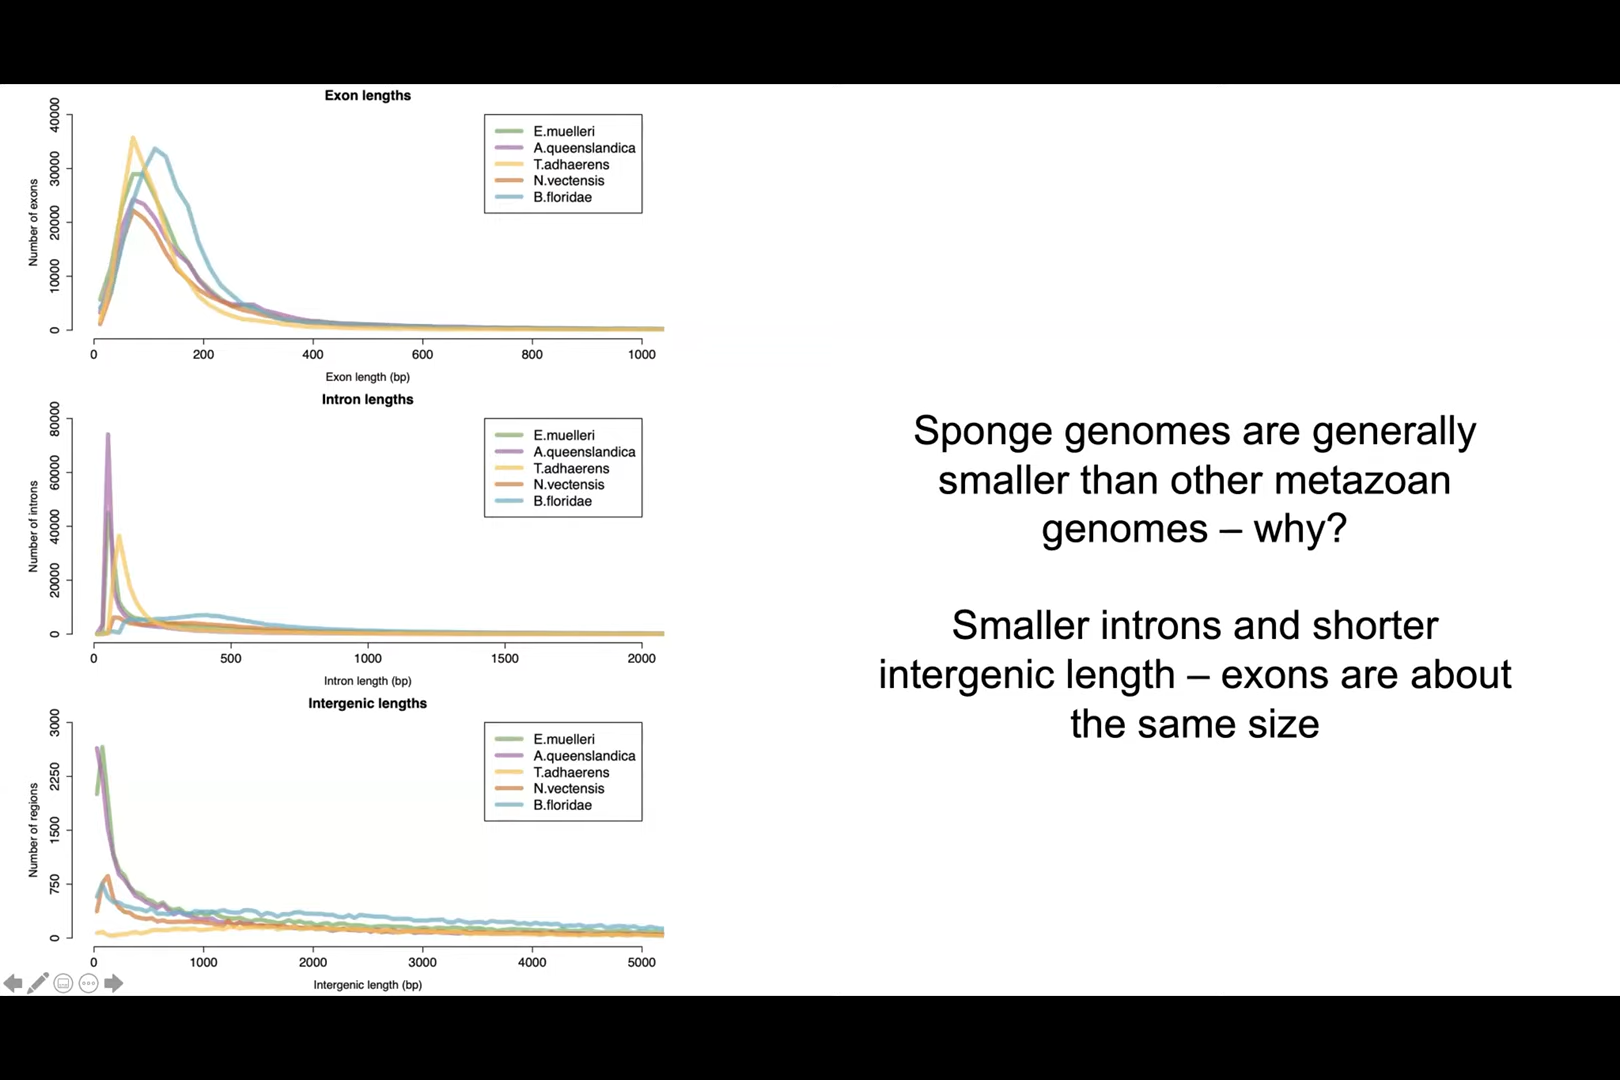 Exon lengths
Number of exons
40000
30000
20000
10000
0
E.muelleri
A.queenslandica
T.adhaerens
N.vectensis
B.floridae
0 200 400 600 800 1000
Exon length (bp)
Intron lengths
Number of introns
80000
60000
40000
20000
0
E.muelleri
A.queenslandica
T.adhaerens
N.vectensis
B.floridae
0 500 1000 1500 2000
Intron length (bp)
Intergenic lengths
Number of regions
3000
2250
1500
750
0
E.muelleri
A.queenslandica
T.adhaerens
N.vectensis
B.floridae
0 1000 2000 3000 4000 5000
Intergenic length (bp)
Sponge genomes are generally
smaller than other metazoan
genomes – why?
Smaller introns and shorter
intergenic length – exons are about
the same size